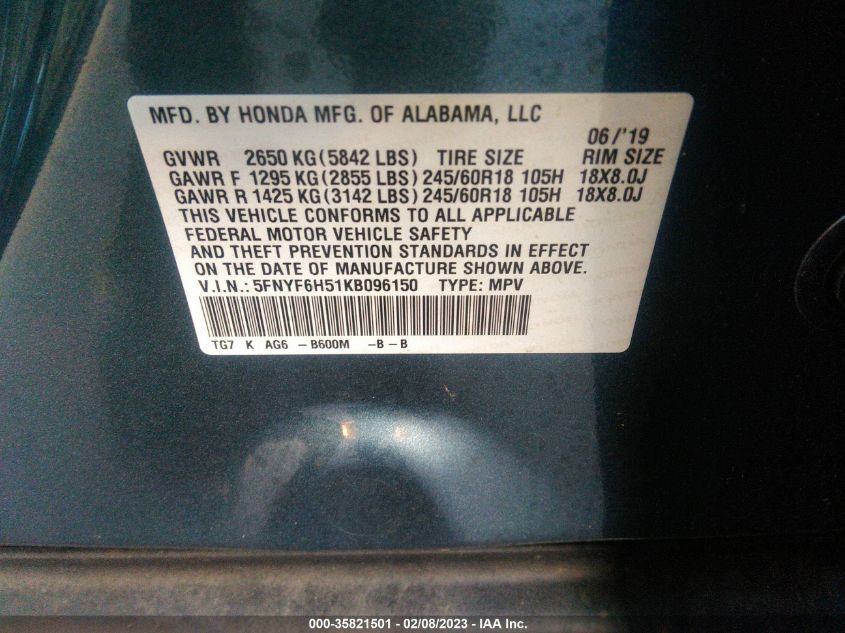 MFD. BY HONDA MFG. OF ALABAMA, LLC
06/'19
GVWR 2650 KG(5842 LBS) TIRE SIZE RIM SIZE
GAWR F 1295 KG(2855 LBS) 245/60R18 105H 18X8.0J
GAWR R 1425 KG(3142 LBS) 245/60R18 105H 18X8.0J
THIS VEHICLE CONFORMS TO ALL APPLICABLE
FEDERAL MOTOR VEHICLE SAFETY
AND THEFT PREVENTION STANDARDS IN EFFECT
ON THE DATE OF MANUFACTURE SHOWN ABOVE.
V.I.N.: 5FNYF6H51KB096150 TYPE: MPV
TG7 K AG6 -B600M -B-B
000-35821501 - 02/08/2023 - IAA Inc.